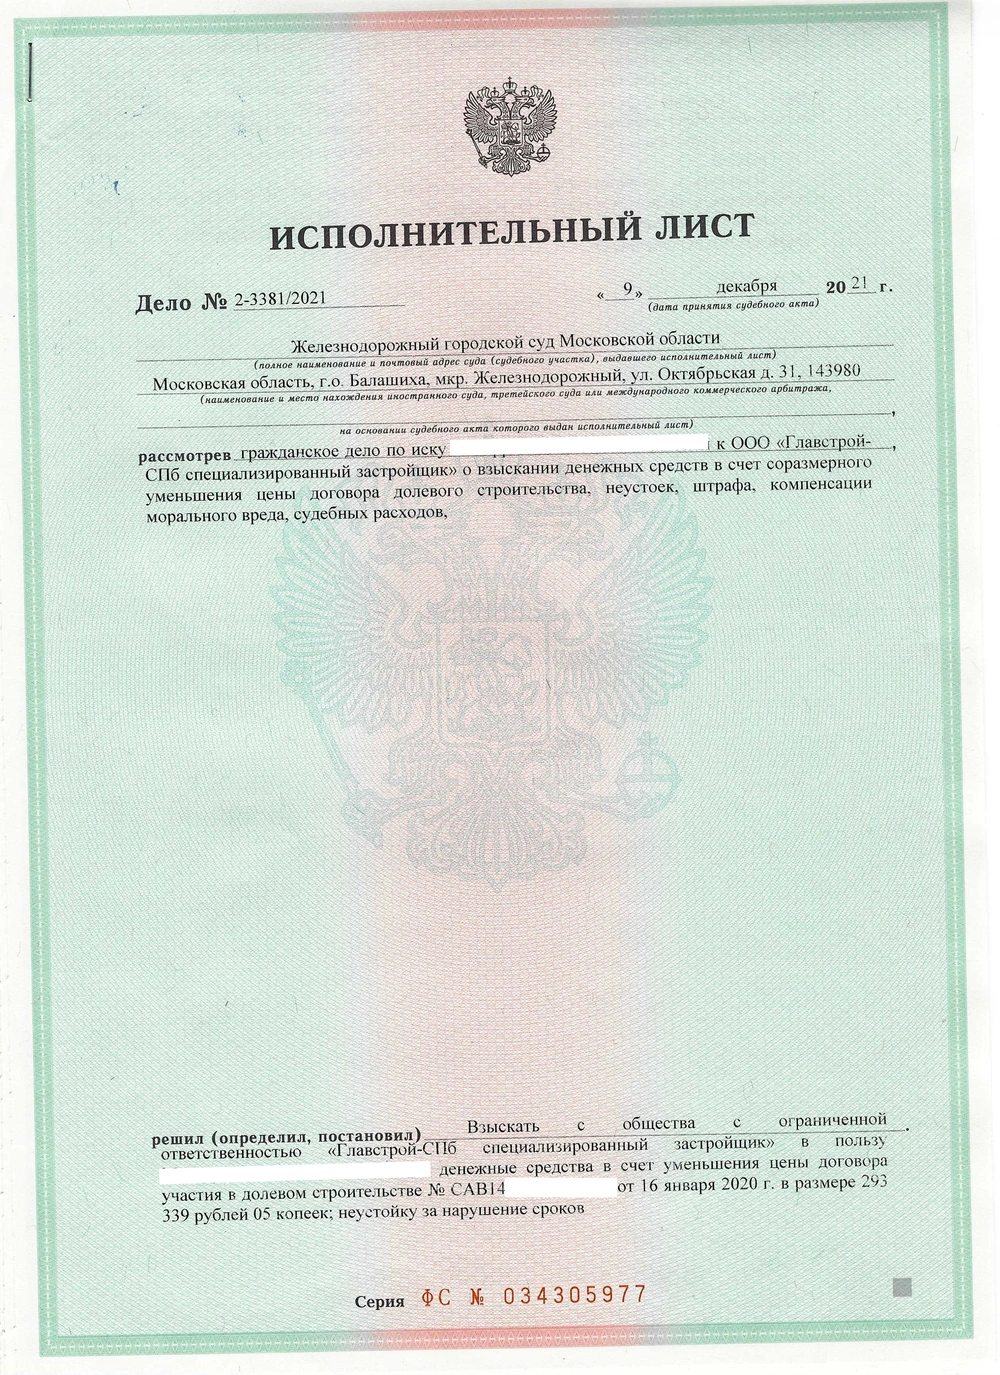 ИСПОЛНИТЕЛЬНЫЙ ЛИСТ
Дело № 2-3381/2021 « 9 » декабря 20 21 г.
(дата принятия судебного акта)
Железнодорожный городской суд Московской области
(полное наименование и почтовый адрес суда (судебного участка), выдавшего исполнительный лист)
Московская область, г.о. Балашиха, мкр. Железнодорожный, ул. Октябрьская д. 31, 143980
(наименование и место нахождения иностранного суда, третейского суда или международного коммерческого арбитража,
,
на основании судебного акта которого выдан исполнительный лист)
рассмотрев гражданское дело по иску к ООО «Главстрой- ,
СПб специализированный застройщик» о взыскании денежных средств в счет соразмерного
уменьшения цены договора долевого строительства, неустоек, штрафа, компенсации
морального вреда, судебных расходов,
решил (определил, постановил) Взыскать с общества с ограниченной .
ответственностью «Главстрой-СПб специализированный застройщик» в пользу
денежные средства в счет уменьшения цены договора
участия в долевом строительстве № САВ14 от 16 января 2020 г. в размере 293
339 рублей 05 копеек; неустойку за нарушение сроков
Серия ФС № 034305977